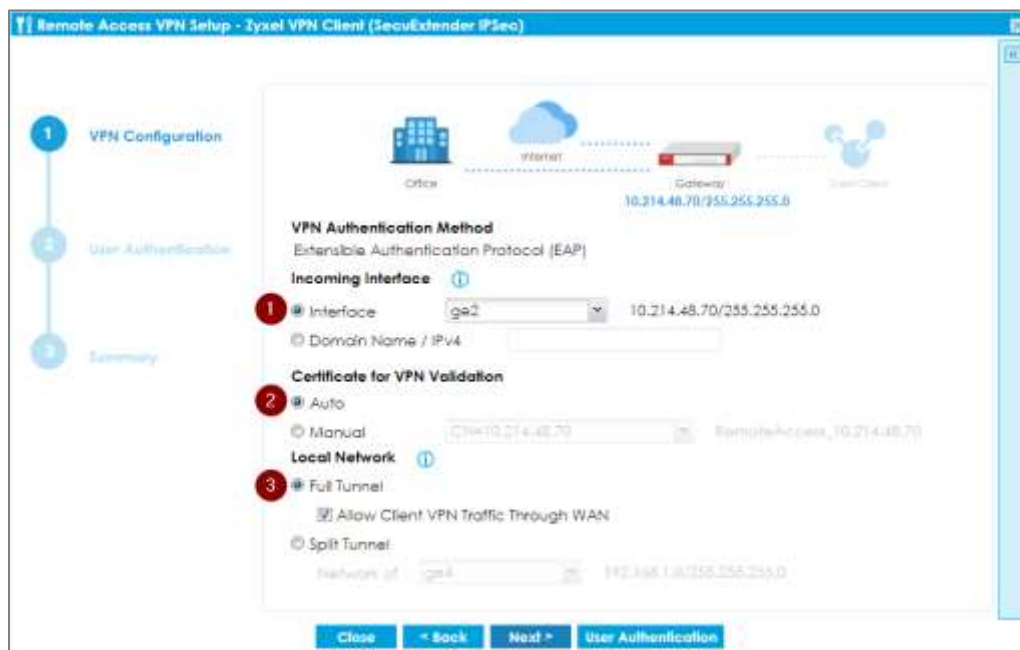 Remote Access VPN Setup - Zyxel VPN Client (SecuExtender IPSec)
1 VPN Configuration
2 User Authentication
3 Summary
Office
Internet
Gateway
10.214.48.70/255.255.255.0
VPN Authentication Method
Extensible Authentication Protocol (EAP)
Incoming Interface
1 Interface ge2 10.214.48.70/255.255.255.0
Domain Name / IPv4
Certificate for VPN Validation
2 Auto
Manual CN=10.214.48.70 RemoteAccess_10.214.48.70
Local Network
3 Full Tunnel
Allow Client VPN Traffic Through WAN
Split Tunnel
Network of ge4 192.168.1.0/255.255.255.0
Close < Back Next > User Authentication